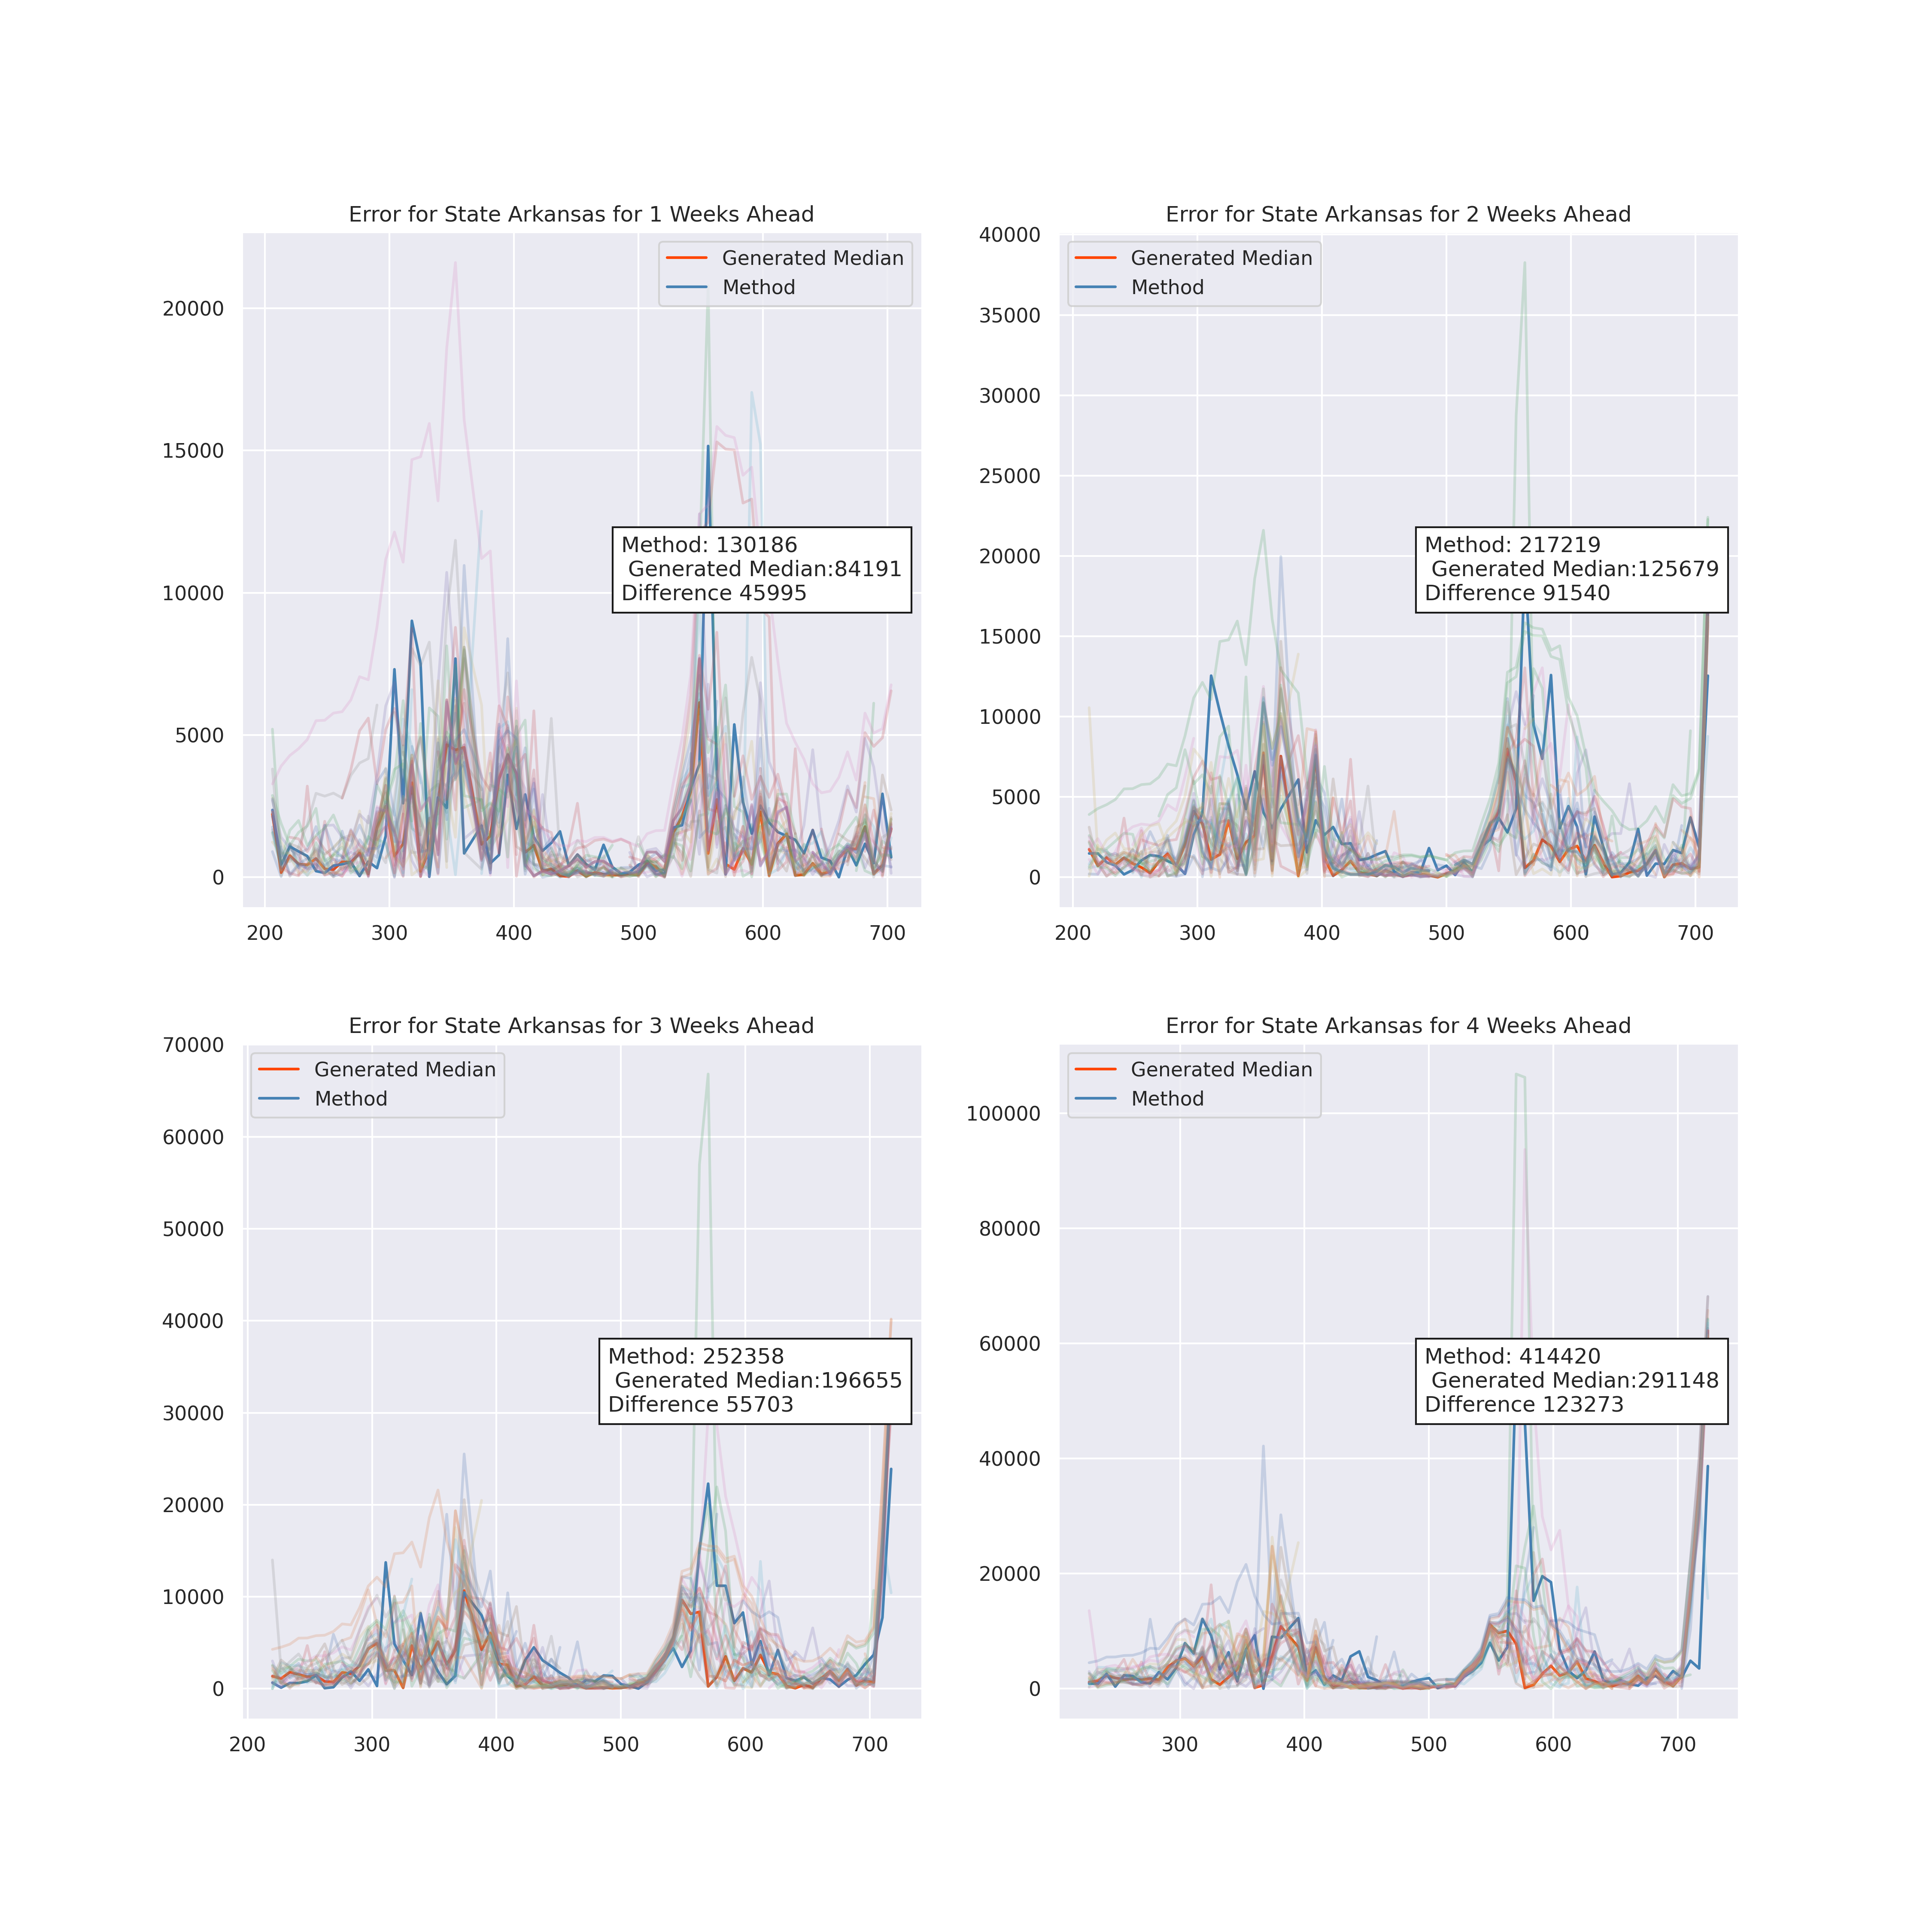 Error for State Arkansas for 1 Weeks Ahead
Generated Median
Method
20000
15000
10000
5000
0
Method: 130186
Generated Median:84191
Difference 45995
200 300 400 500 600 700
Error for State Arkansas for 2 Weeks Ahead
Generated Median
Method
40000
35000
30000
25000
20000
15000
10000
5000
0
Method: 217219
Generated Median:125679
Difference 91540
200 300 400 500 600 700
Error for State Arkansas for 3 Weeks Ahead
Generated Median
Method
70000
60000
50000
40000
30000
20000
10000
0
Method: 252358
Generated Median:196655
Difference 55703
200 300 400 500 600 700
Error for State Arkansas for 4 Weeks Ahead
Generated Median
Method
100000
80000
60000
40000
20000
0
Method: 414420
Generated Median:291148
Difference 123273
300 400 500 600 700